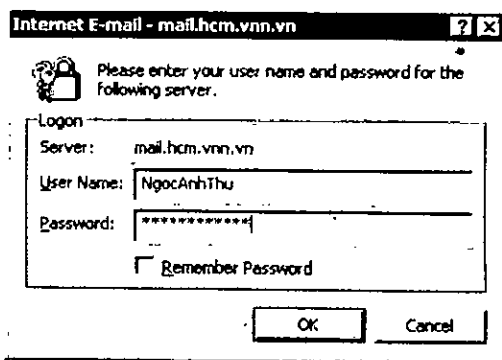 Internet E-mail - mail.hcm.vnn.vn
Please enter your user name and password for the
following server.
Logon
Server: mail.hcm.vnn.vn
User Name: NgocAnhThu
Password: ************
Remember Password
OK Cancel